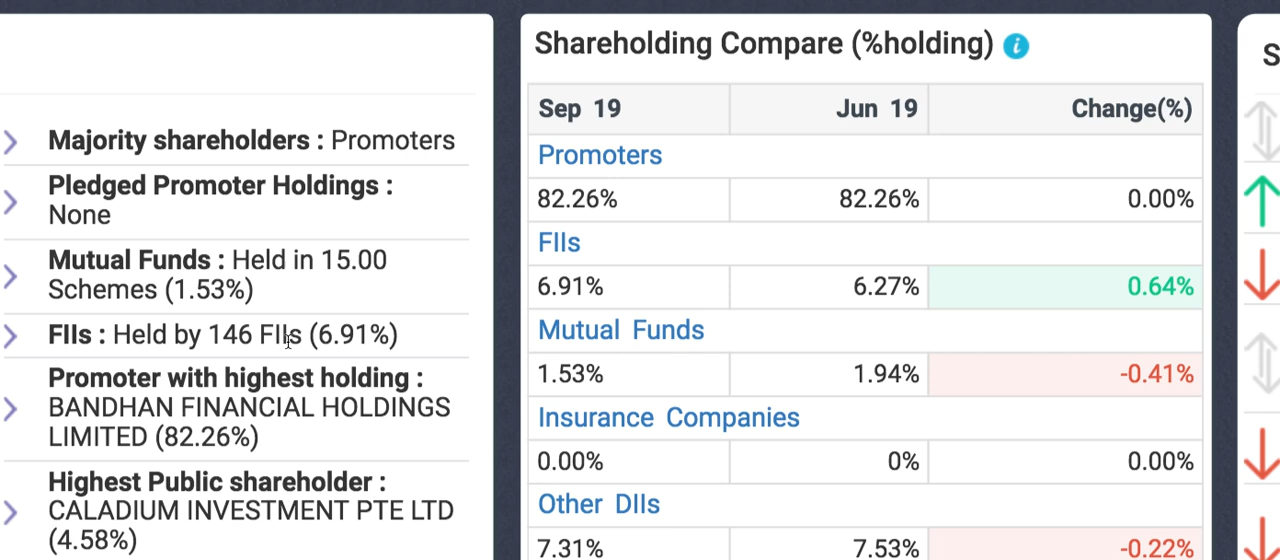 Majority shareholders : Promoters
Pledged Promoter Holdings :
None
Mutual Funds : Held in 15.00
Schemes (1.53%)
FIIs : Held by 146 FIIs (6.91%)
Promoter with highest holding :
BANDHAN FINANCIAL HOLDINGS
LIMITED (82.26%)
Highest Public shareholder :
CALADIUM INVESTMENT PTE LTD
(4.58%)
Shareholding Compare (%holding) i
Sep 19 Jun 19 Change(%)
Promoters
82.26% 82.26% 0.00%
FIIs
6.91% 6.27% 0.64%
Mutual Funds
1.53% 1.94% -0.41%
Insurance Companies
0.00% 0% 0.00%
Other DIIs
7.31% 7.53% -0.22%
S